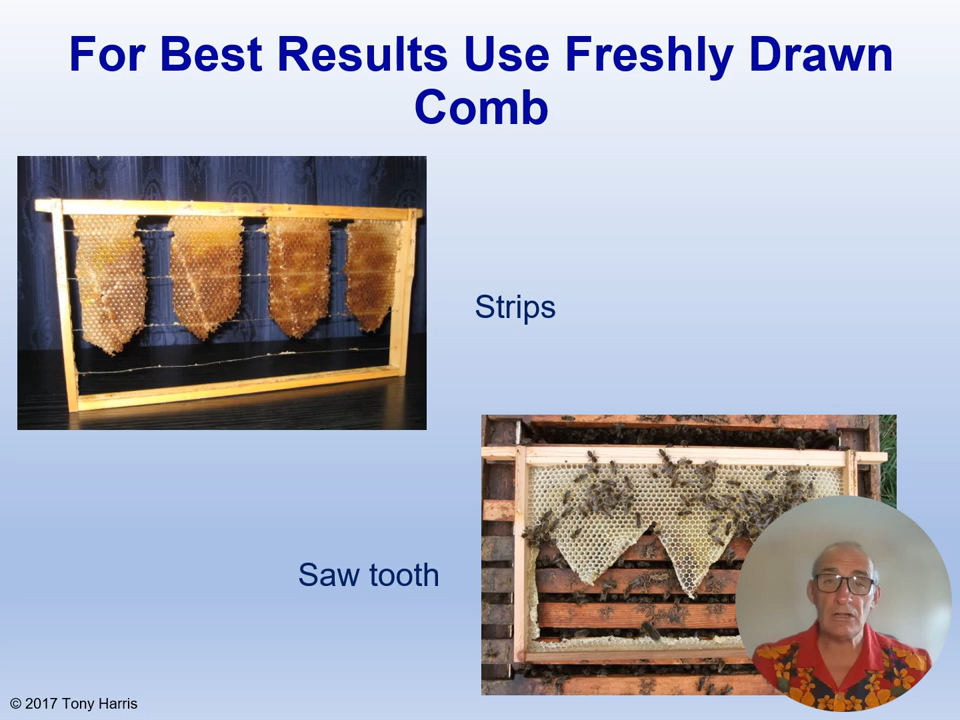 For Best Results Use Freshly Drawn
Comb
Strips
Saw tooth
© 2017 Tony Harris